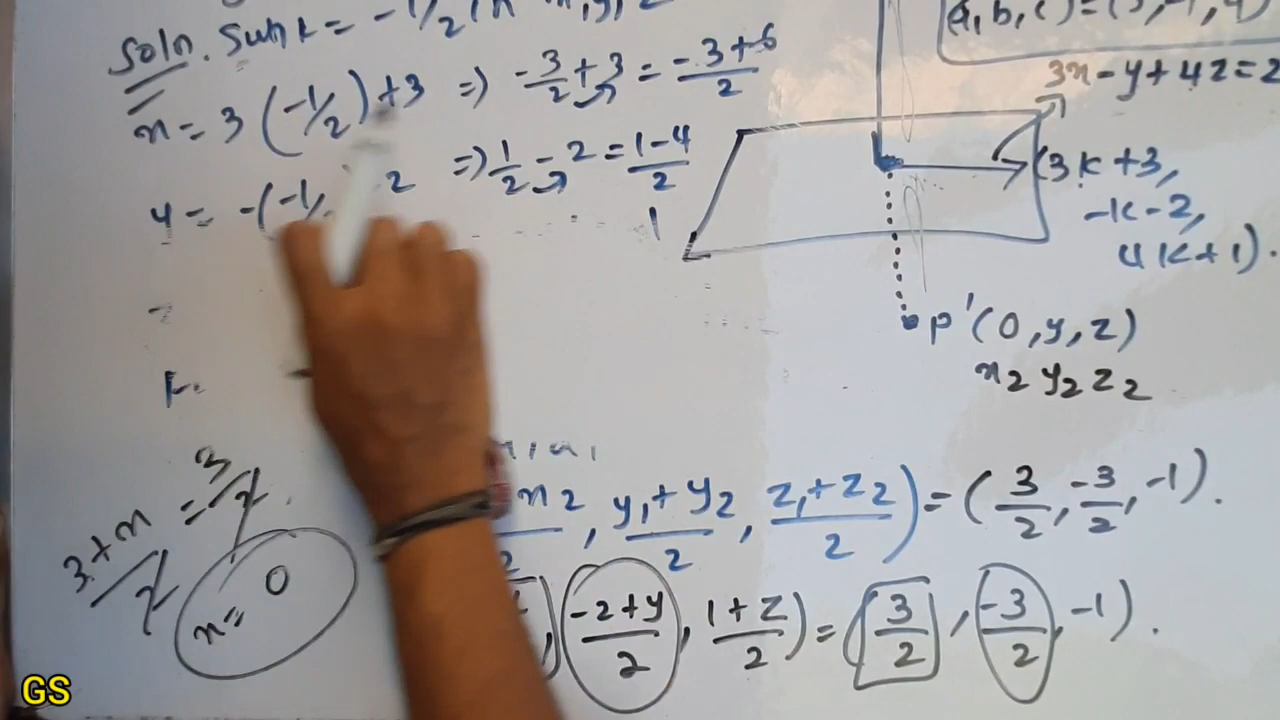 Soln. Sub k = -1/2 in x, y, z
x = 3(-1/2)+3 => -3/2 + 3 = -3+6/2
y = -(-1/ 2 => 1/2 - 2 = 1-4/2
(a, b, c) = (3, -1, 4)
3x - y + 4z = 2
(3k+3,
-k-2,
4k+1).
P'(0, y, z)
x2 y2 z2
x2/2, y1+y2/2, z1+z2/2) = (3/2, -3/2, -1).
, -2+y/2, 1+z/2) = (3/2, -3/2, -1).
3+x/2 = 3/2.
x = 0
GS